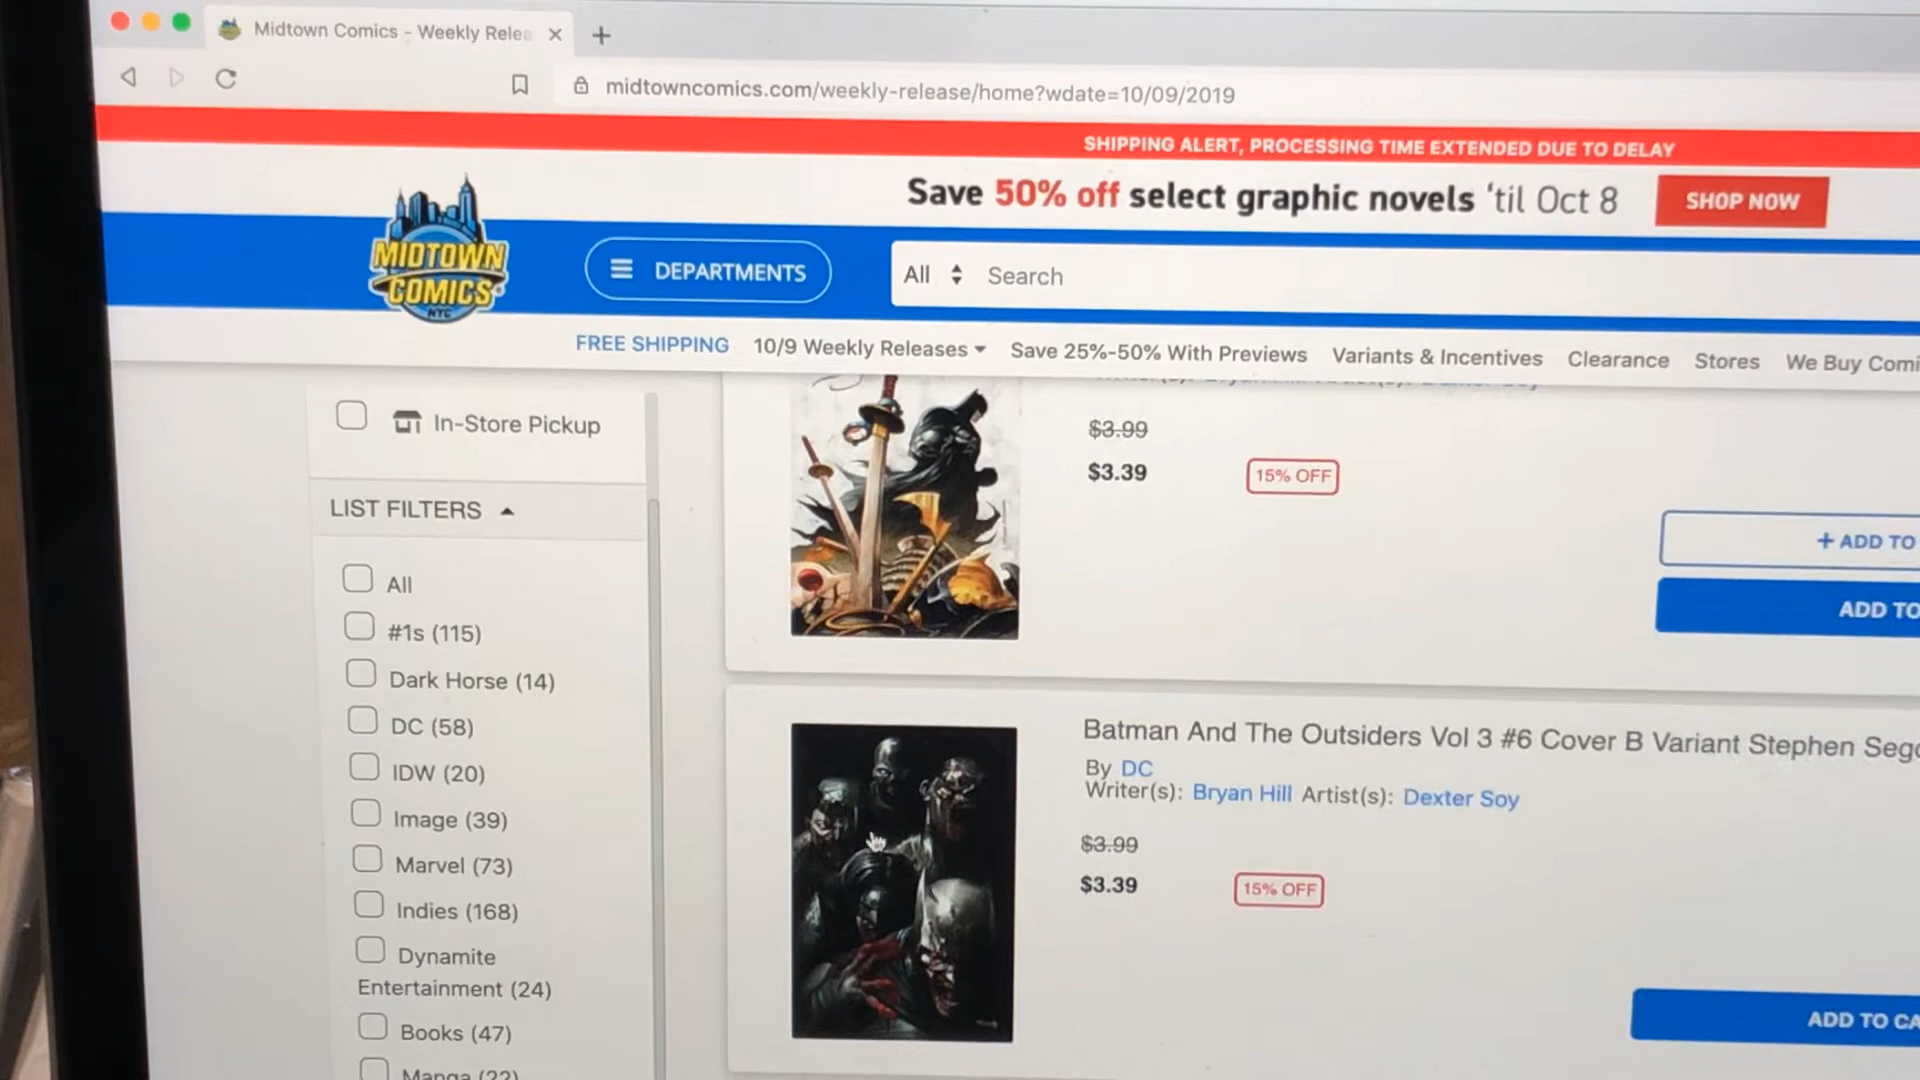 Midtown Comics - Weekly Relea
midtowncomics.com/weekly-release/home?wdate=10/09/2019
SHIPPING ALERT, PROCESSING TIME EXTENDED DUE TO DELAY
Save 50% off select graphic novels ‘til Oct 8
SHOP NOW
MIDTOWN
COMICS
NYC
DEPARTMENTS
All
Search
FREE SHIPPING
10/9 Weekly Releases
Save 25%-50% With Previews
Variants & Incentives
Clearance
Stores
We Buy Comi
In-Store Pickup
LIST FILTERS
All
#1s (115)
Dark Horse (14)
DC (58)
IDW (20)
Image (39)
Marvel (73)
Indies (168)
Dynamite
Entertainment (24)
Books (47)
Manga (22)
$3.99
$3.39
15% OFF
+ ADD TO
ADD TO
Batman And The Outsiders Vol 3 #6 Cover B Variant Stephen Sego
By DC
Writer(s): Bryan Hill Artist(s): Dexter Soy
$3.99
$3.39
15% OFF
ADD TO CA